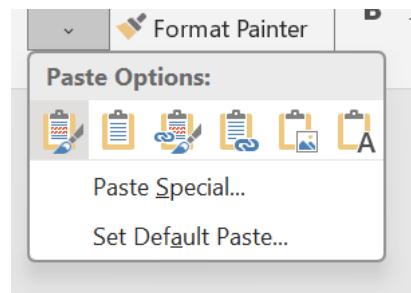 Format Painter
B
Paste Options:
A
Paste Special...
Set Default Paste...